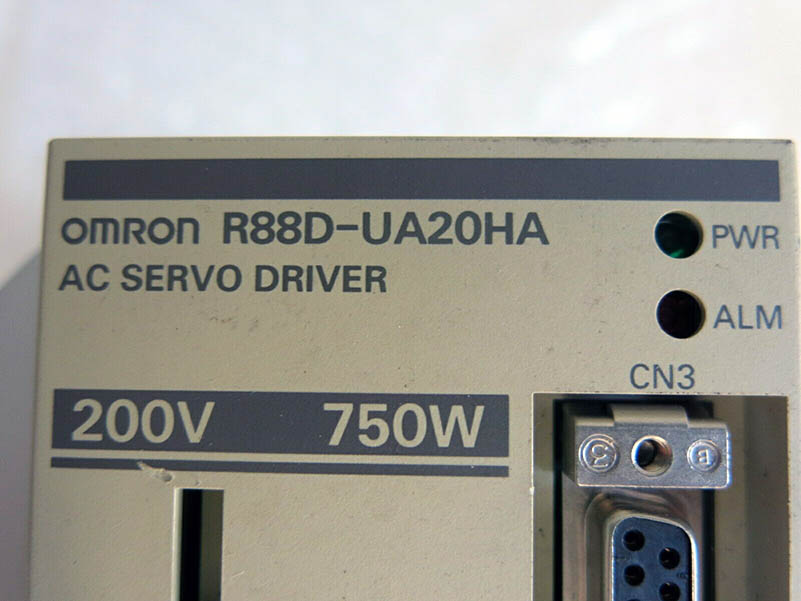 omron R88D-UA20HA
PWR
AC SERVO DRIVER
ALM
CN3
200V 750W